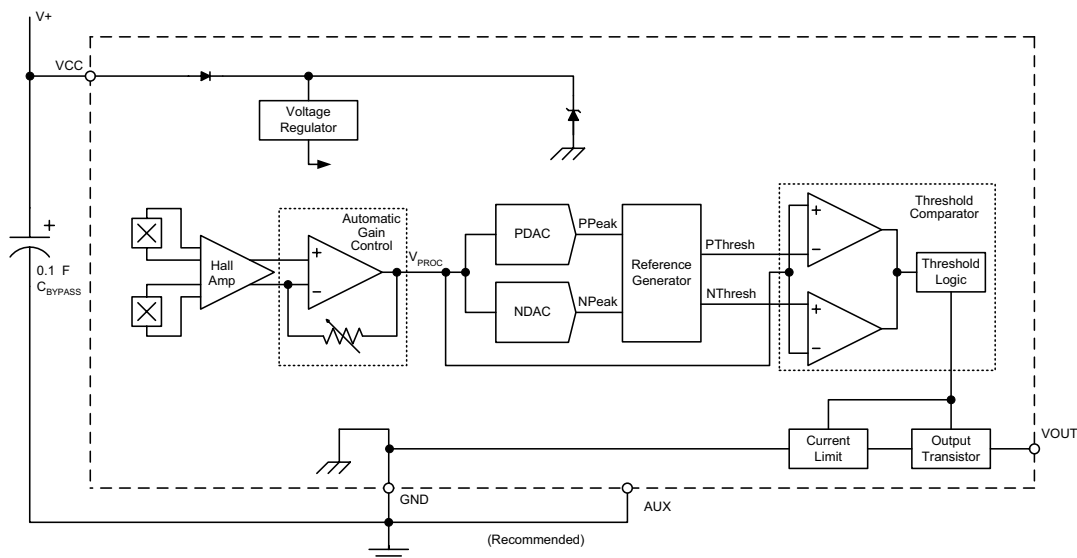 V+
VCC
Voltage
Regulator
Automatic
Gain
Control
Threshold
Comparator
+
PDAC
PPeak
+
+
PThresh
0.1 F
CBYPASS
Hall
Amp
VPROC
Reference
Generator
Threshold
Logic
NDAC
NPeak
NThresh
+
Current
Limit
Output
Transistor
VOUT
GND
AUX
(Recommended)